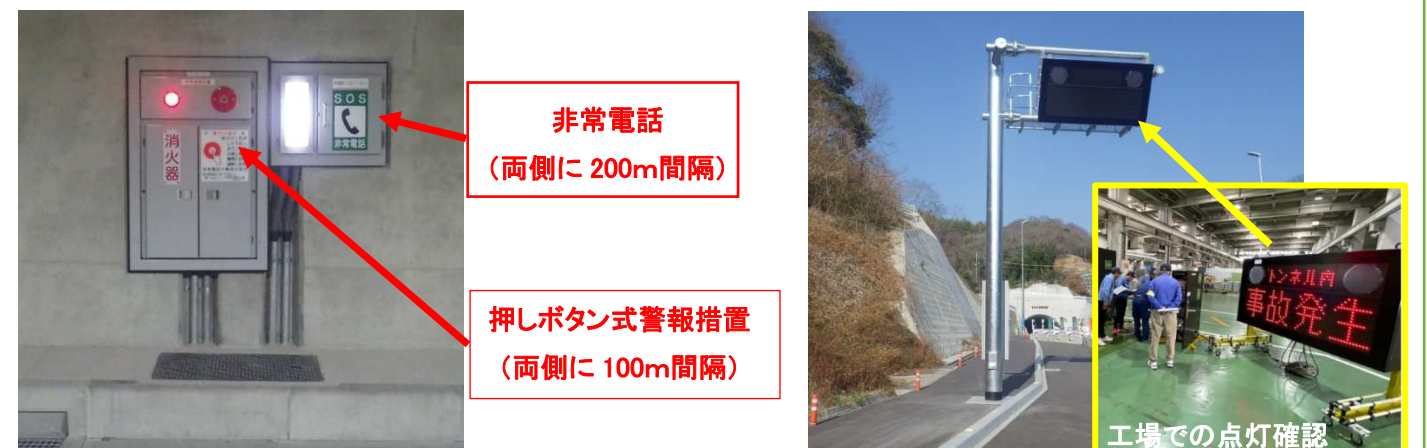 消火器
SOS
非常電話
非常電話
（両側に 200m間隔）
押しボタン式警報措置
（両側に 100m間隔）
トンネル内
事故発生
工場での点灯確認